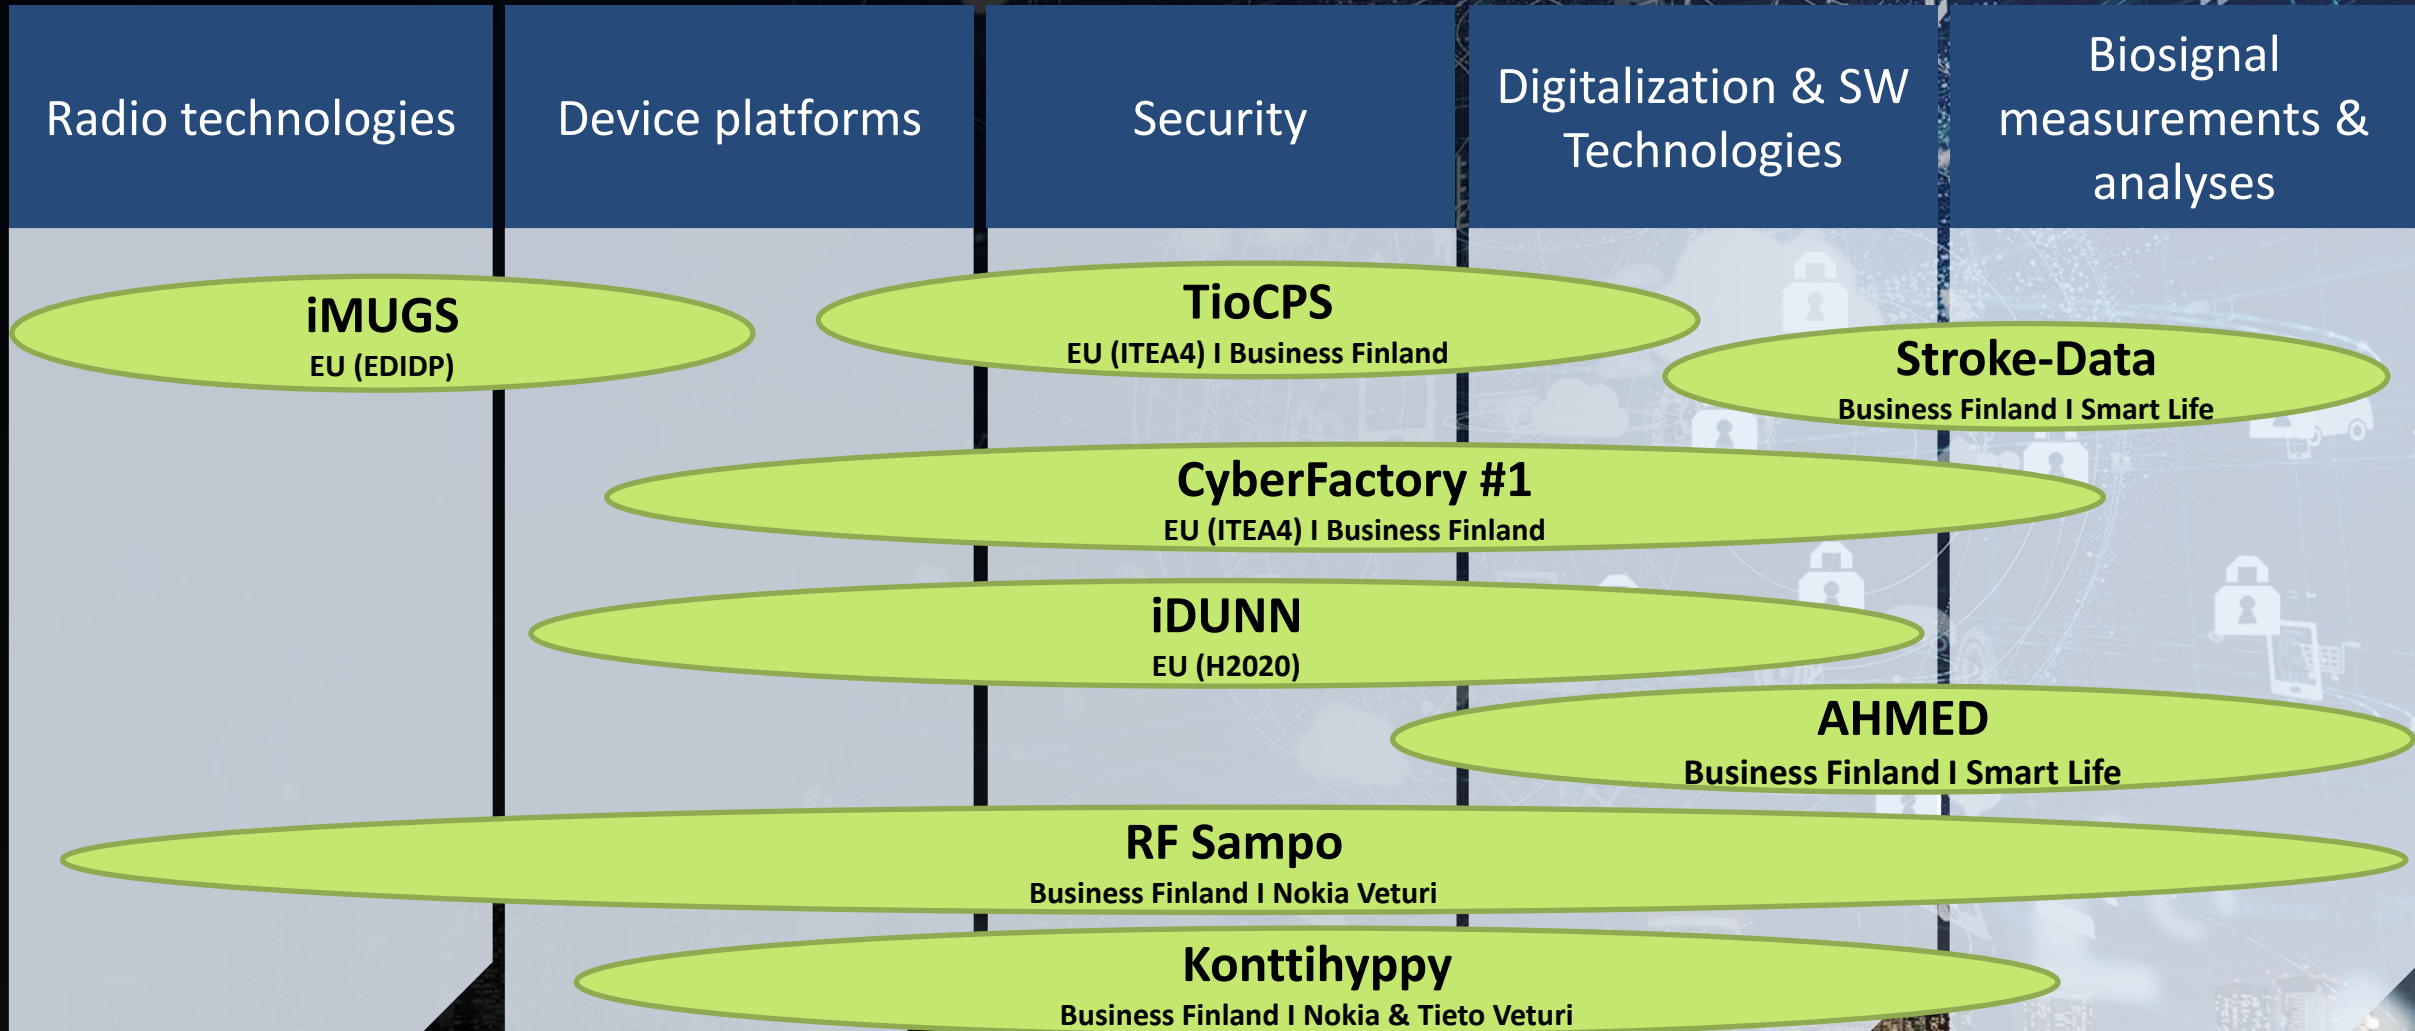 Radio technologies
Device platforms
Security
Digitalization & SW
Technologies
Biosignal
measurements &
analyses
iMUGS
EU (EDIDP)
TioCPS
EU (ITEA4) I Business Finland
Stroke-Data
Business Finland I Smart Life
CyberFactory #1
EU (ITEA4) I Business Finland
iDUNN
EU (H2020)
AHMED
Business Finland I Smart Life
RF Sampo
Business Finland I Nokia Veturi
Konttihyppy
Business Finland I Nokia & Tieto Veturi